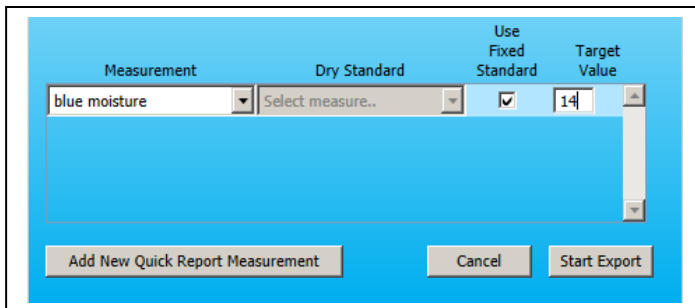 Use
Fixed Target
Measurement Dry Standard Standard Value
blue moisture Select measure.. 14
Add New Quick Report Measurement Cancel Start Export